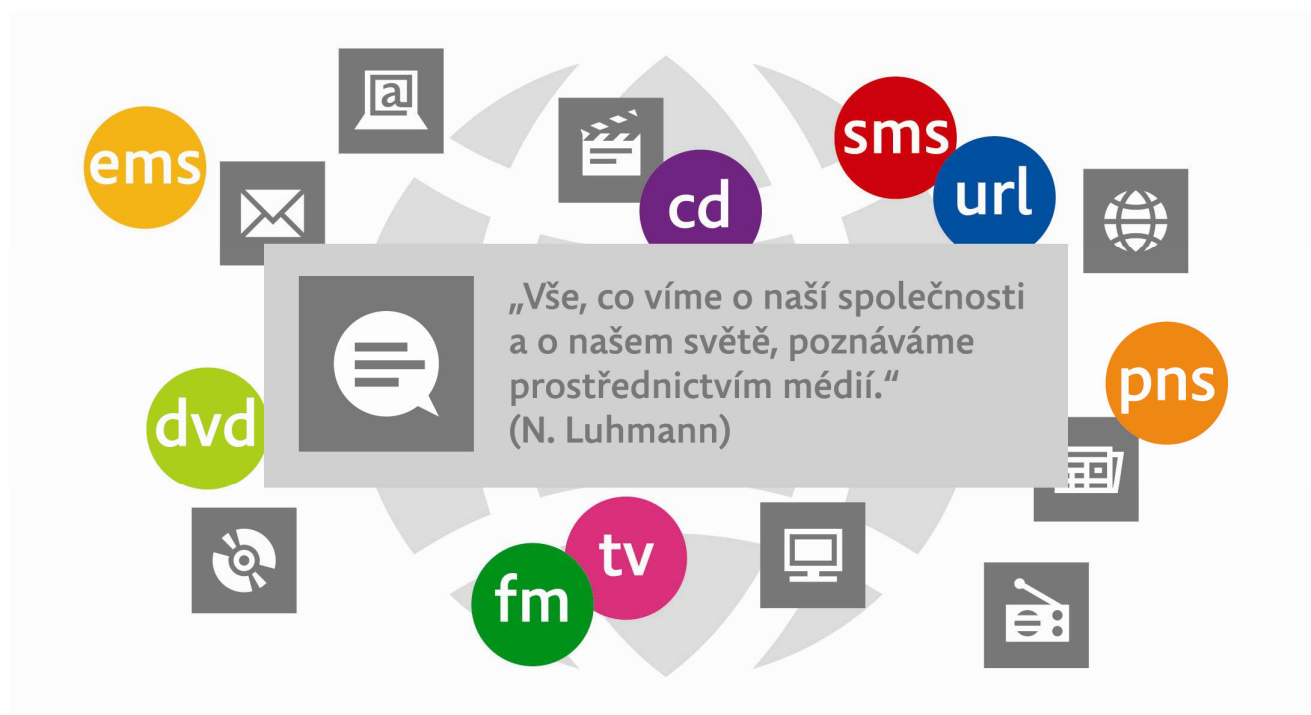 @
ems
sms
cd
url
„Vše, co víme o naší společnosti
a o našem světě, poznáváme
prostřednictvím médií.“
(N. Luhmann)
pns
dvd
tv
fm